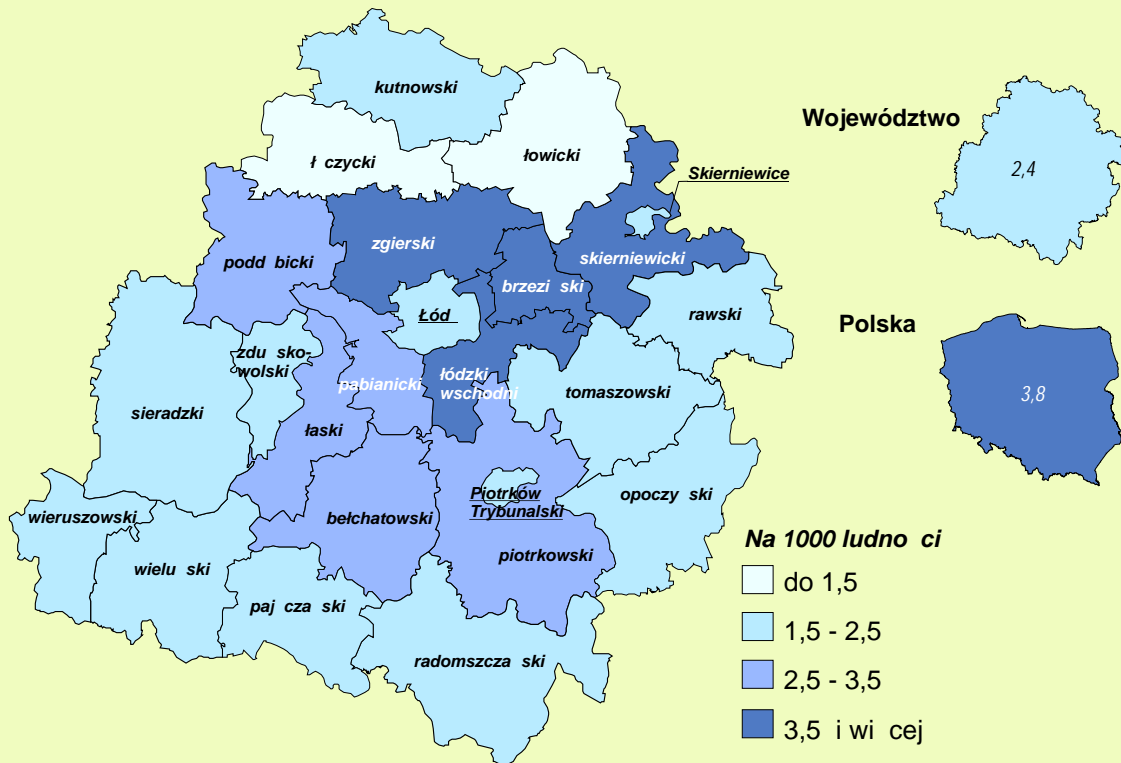 kutnowski
Województwo
ł czycki
łowicki
Skierniewice
2,4
zgierski
podd bicki
skierniewicki
brzezi ski
Łód
rawski
Polska
zdu sko-
wolski
pabianicki
łódzki
wschodni
tomaszowski
3,8
sieradzki
łaski
Piotrków
Trybunalski
opoczy ski
wieruszowski
bełchatowski
piotrkowski
wielu ski
paj cza ski
radomszcza ski
Na 1000 ludno ci
do 1,5
1,5 - 2,5
2,5 - 3,5
3,5 i wi cej